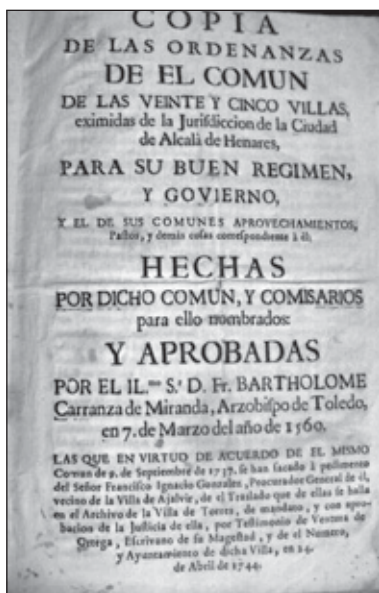 COPIA
DE LAS ORDENANZAS
DE EL COMUN
DE LAS VEINTE Y CINCO VILLAS,
eximidas de la Jurisdiccion de la Ciudad
de Alcalà de Henares,
PARA SU BUEN REGIMEN,
Y GOVIERNO,
Y EL DE SUS COMUNES APROVECHAMIENTOS,
Pastos, y demás cosas correspondiente à él;
HECHAS
POR DICHO COMUN, Y COMISARIOS
para ello nombrados:
Y APROBADAS
POR EL IL.mo S.r D. Fr. BARTHOLOME
Carranza de Miranda, Arzobispo de Toledo,
en 7. de Marzo del año de 1560.
LAS QUE EN VIRTUD DE ACUERDO DE EL MISMO
Comun de 9. de Septiembre de 1737. se han sacado à pedimento
del Señor Francisco Ignacio Gonzales, Procurador General de él,
vecino de la Villa de Ajalvir, de el Traslado que de ellas se halla
en el Archivo de la Villa de Torres, de mandato, y con apro-
bacion de la Justicia de ella, por Testimonio de Ventura de
Ortega, Escrivano de su Magestad, y de el Numero,
y Ayuntamiento de dicha Villa, en 24.
de Abril de 1744.